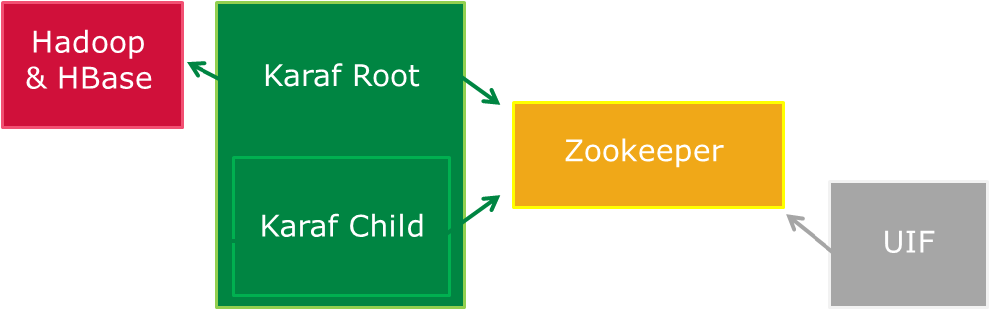 Hadoop
& HBase
Karaf Root
Zookeeper
Karaf Child
UIF